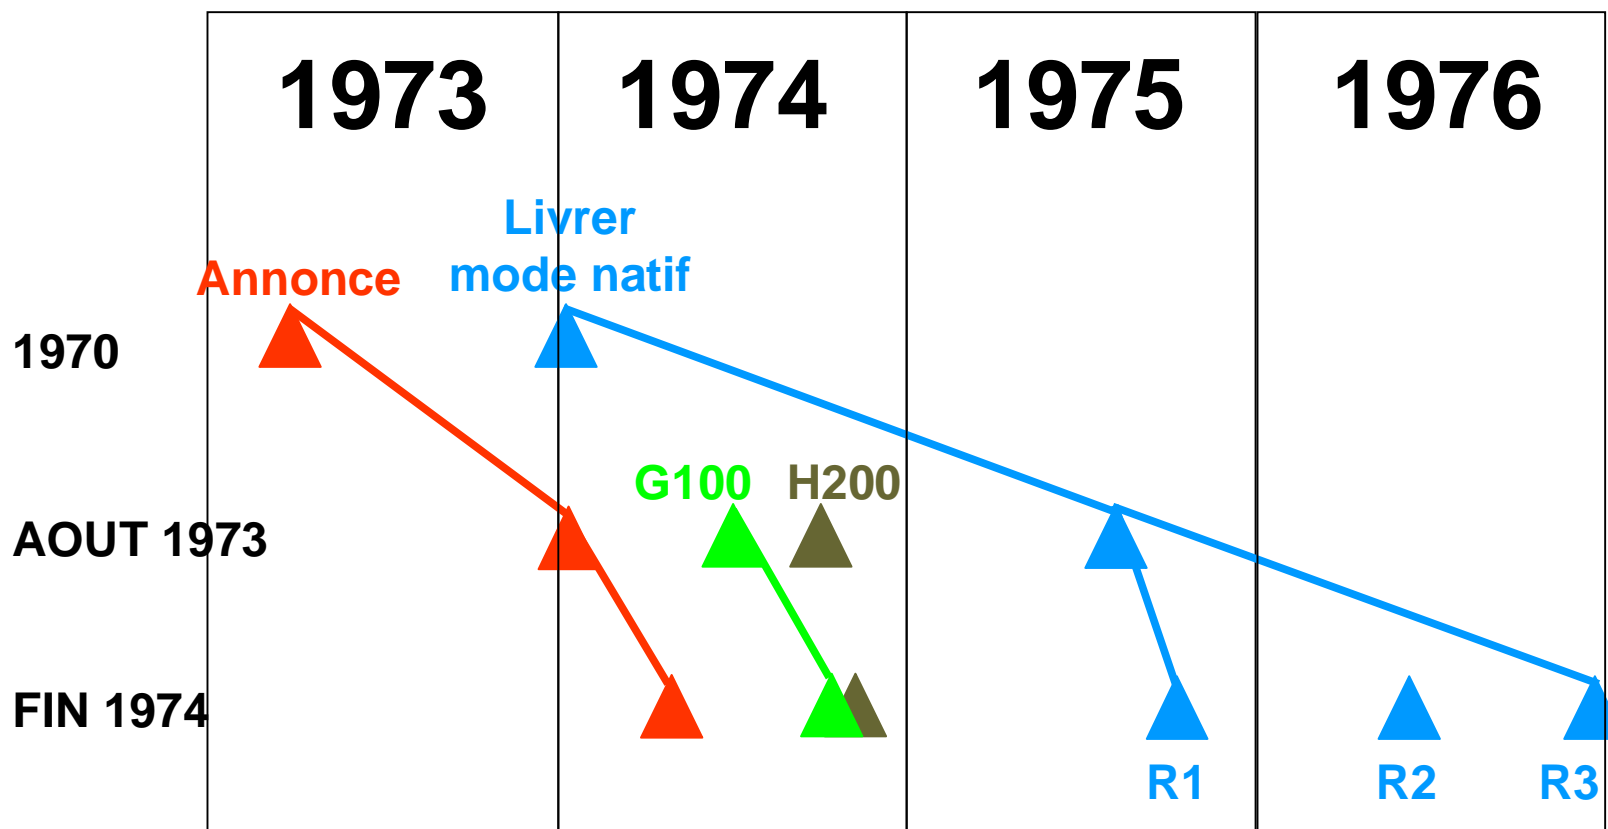 1973 1974 1975 1976
Livrer
mode natif
Annonce
1970
G100 H200
AOUT 1973
FIN 1974
R1 R2 R3